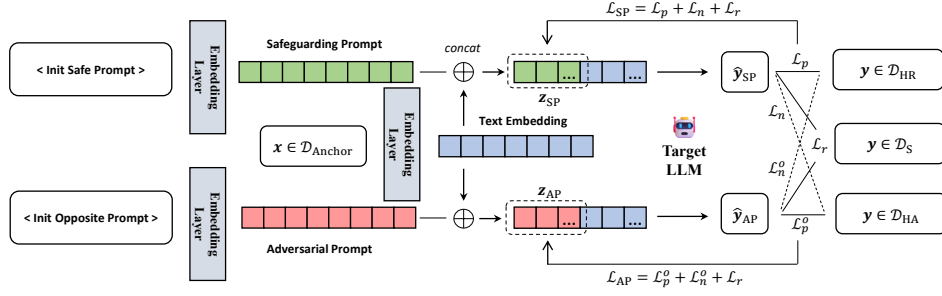 ℒ_SP = ℒ_p + ℒ_n + ℒ_r
Safeguarding Prompt
concat
< Init Safe Prompt >
Embedding Layer
...
...
z_SP
ŷ_SP
ℒ_p
y ∈ 𝒟_HR
ℒ_n
x ∈ 𝒟_Anchor
Embedding Layer
Text Embedding
Target
LLM
ℒ_r
y ∈ 𝒟_S
ℒ_n^o
< Init Opposite Prompt >
Embedding Layer
Adversarial Prompt
z_AP
...
...
ŷ_AP
ℒ_p^o
y ∈ 𝒟_HA
ℒ_AP = ℒ_p^o + ℒ_n^o + ℒ_r